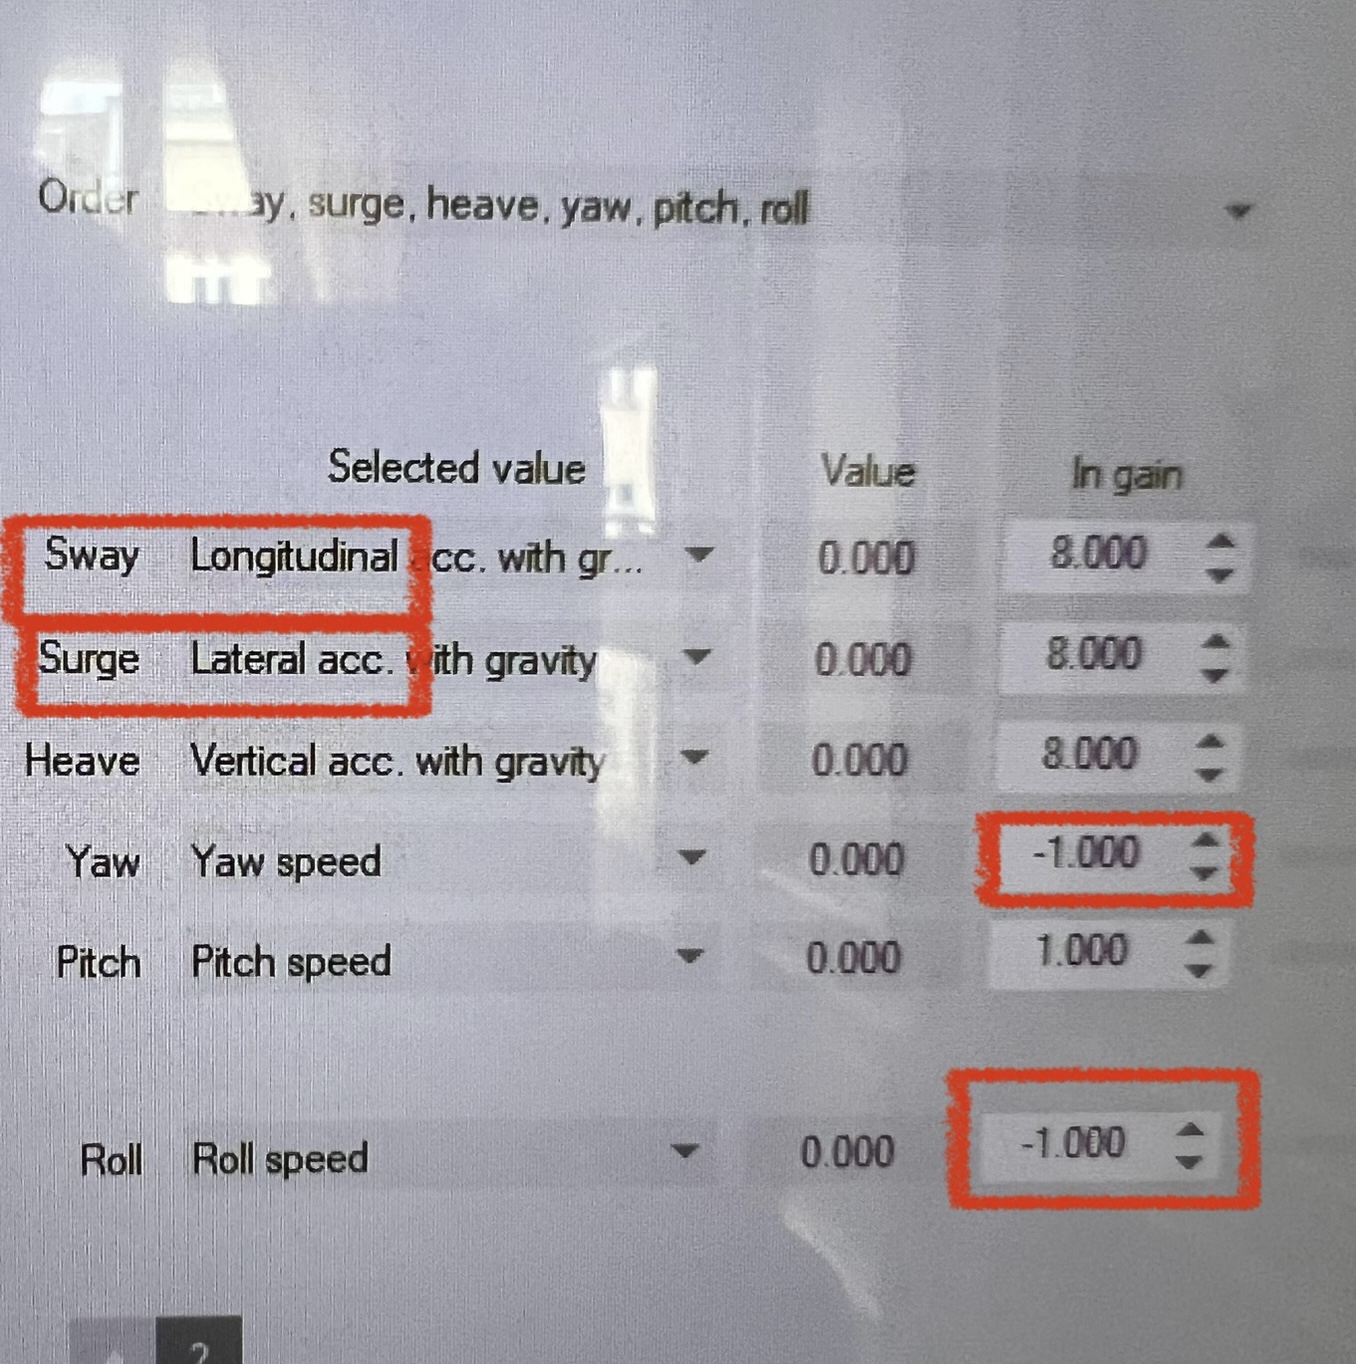 Order ay, surge, heave, yaw, pitch, roll
Selected value Value In gain
Sway Longitudinal cc. with gr... 0.000 8.000
Surge Lateral acc. with gravity 0.000 8.000
Heave Vertical acc. with gravity 0.000 8.000
Yaw Yaw speed 0.000 -1.000
Pitch Pitch speed 0.000 1.000
Roll Roll speed 0.000 -1.000
?